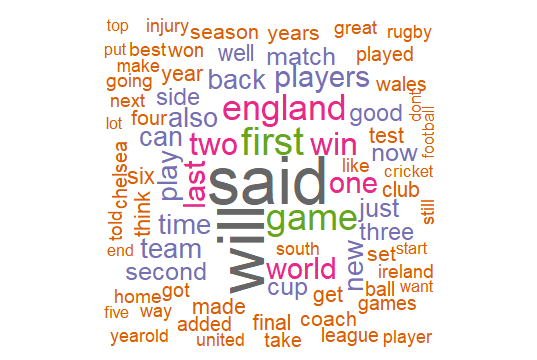 top injury season years great rugby
put best won well match played
make
going year back players wales
next side england good dont
lot four also football
can two first win test now
chelsea six play last said like cricket
one club
told think time will game just still
three
end team south set start
second world new ireland
home got cup get ball want
five way made games
added final coach
yearold united take league player